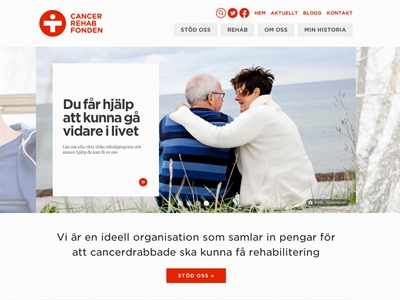 CANCER
REHAB
FONDEN
HEM AKTUELLT BLOGG KONTAKT
STÖD OSS REHAB OM OSS MIN HISTORIA
Du får hjälp
att kunna gå
vidare i livet
Läs om alla våra olika rehabprogram och
annan hjälp du kan få av oss.
Vi är en ideell organisation som samlar in pengar för
att cancerdrabbade ska kunna få rehabilitering
STÖD OSS »